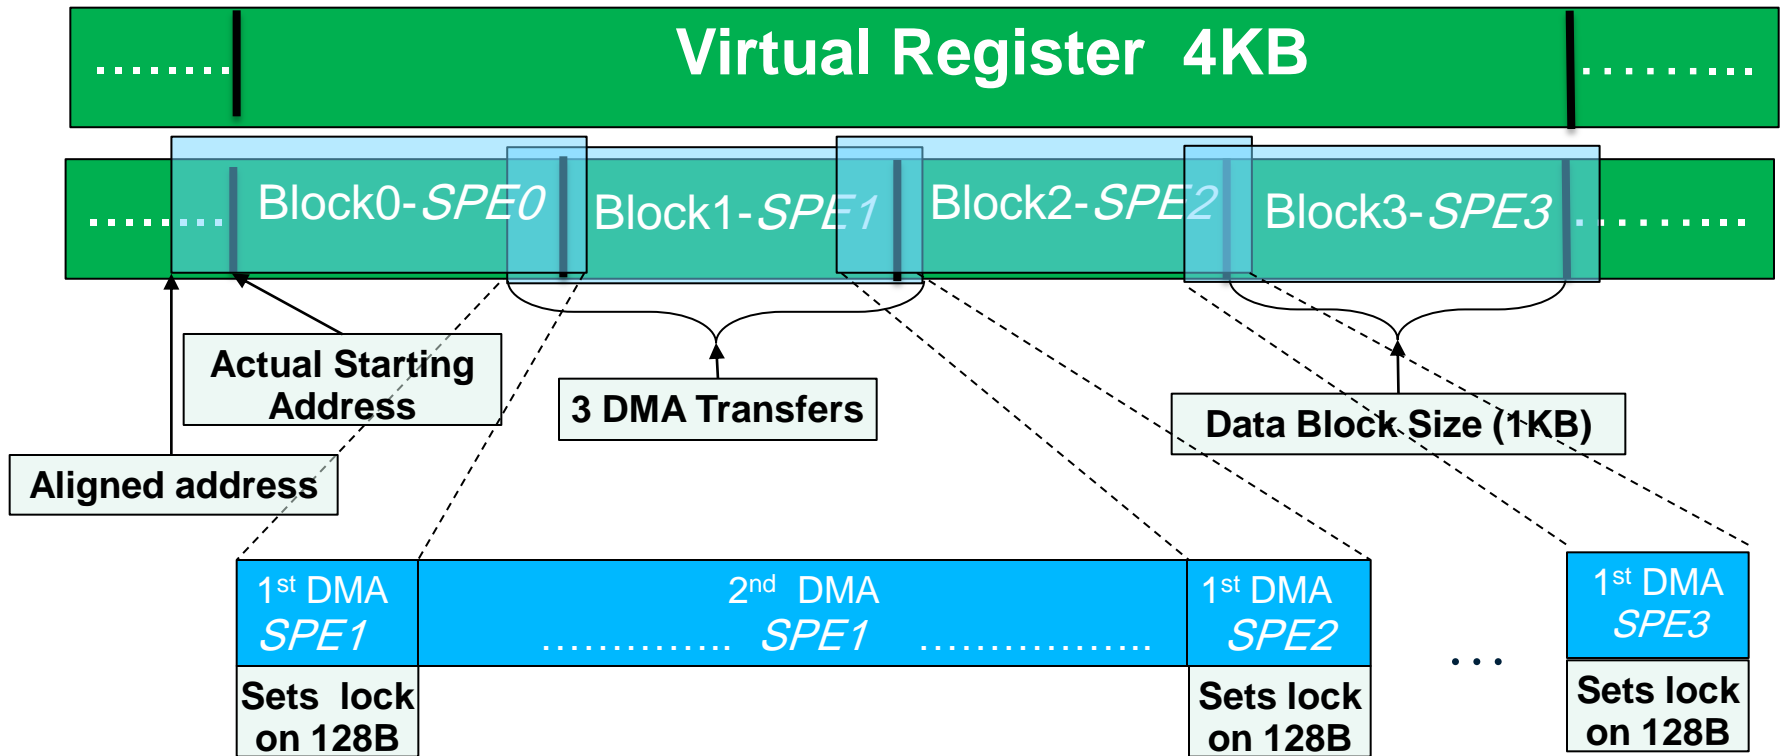 Virtual Register 4KB
........ ..........
Block0-SPE0 Block1-SPE1 Block2-SPE2 Block3-SPE3
........ ..........
Actual Starting
Address
3 DMA Transfers
Data Block Size (1KB)
Aligned address
1st DMA
SPE1
2nd DMA
.............. SPE1 .................
1st DMA
SPE2
...
1st DMA
SPE3
Sets lock
on 128B
Sets lock
on 128B
Sets lock
on 128B